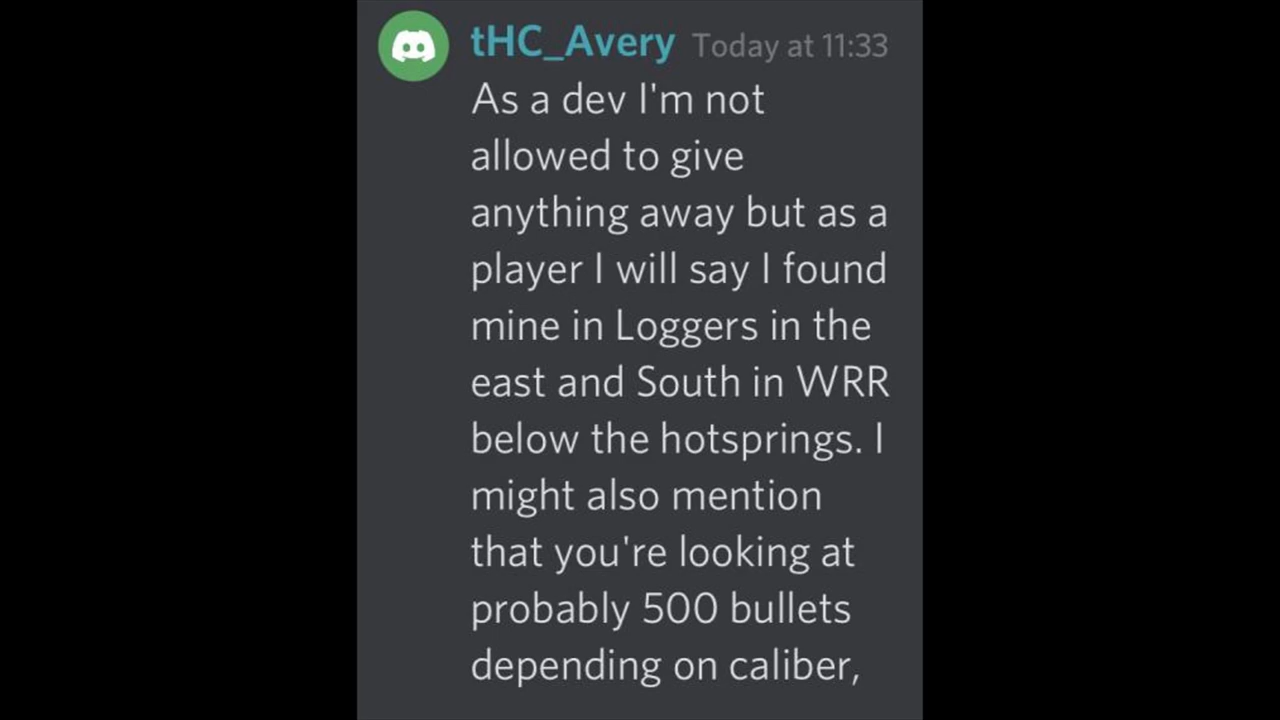 tHC_Avery Today at 11:33
As a dev I'm not
allowed to give
anything away but as a
player I will say I found
mine in Loggers in the
east and South in WRR
below the hotsprings. I
might also mention
that you're looking at
probably 500 bullets
depending on caliber,